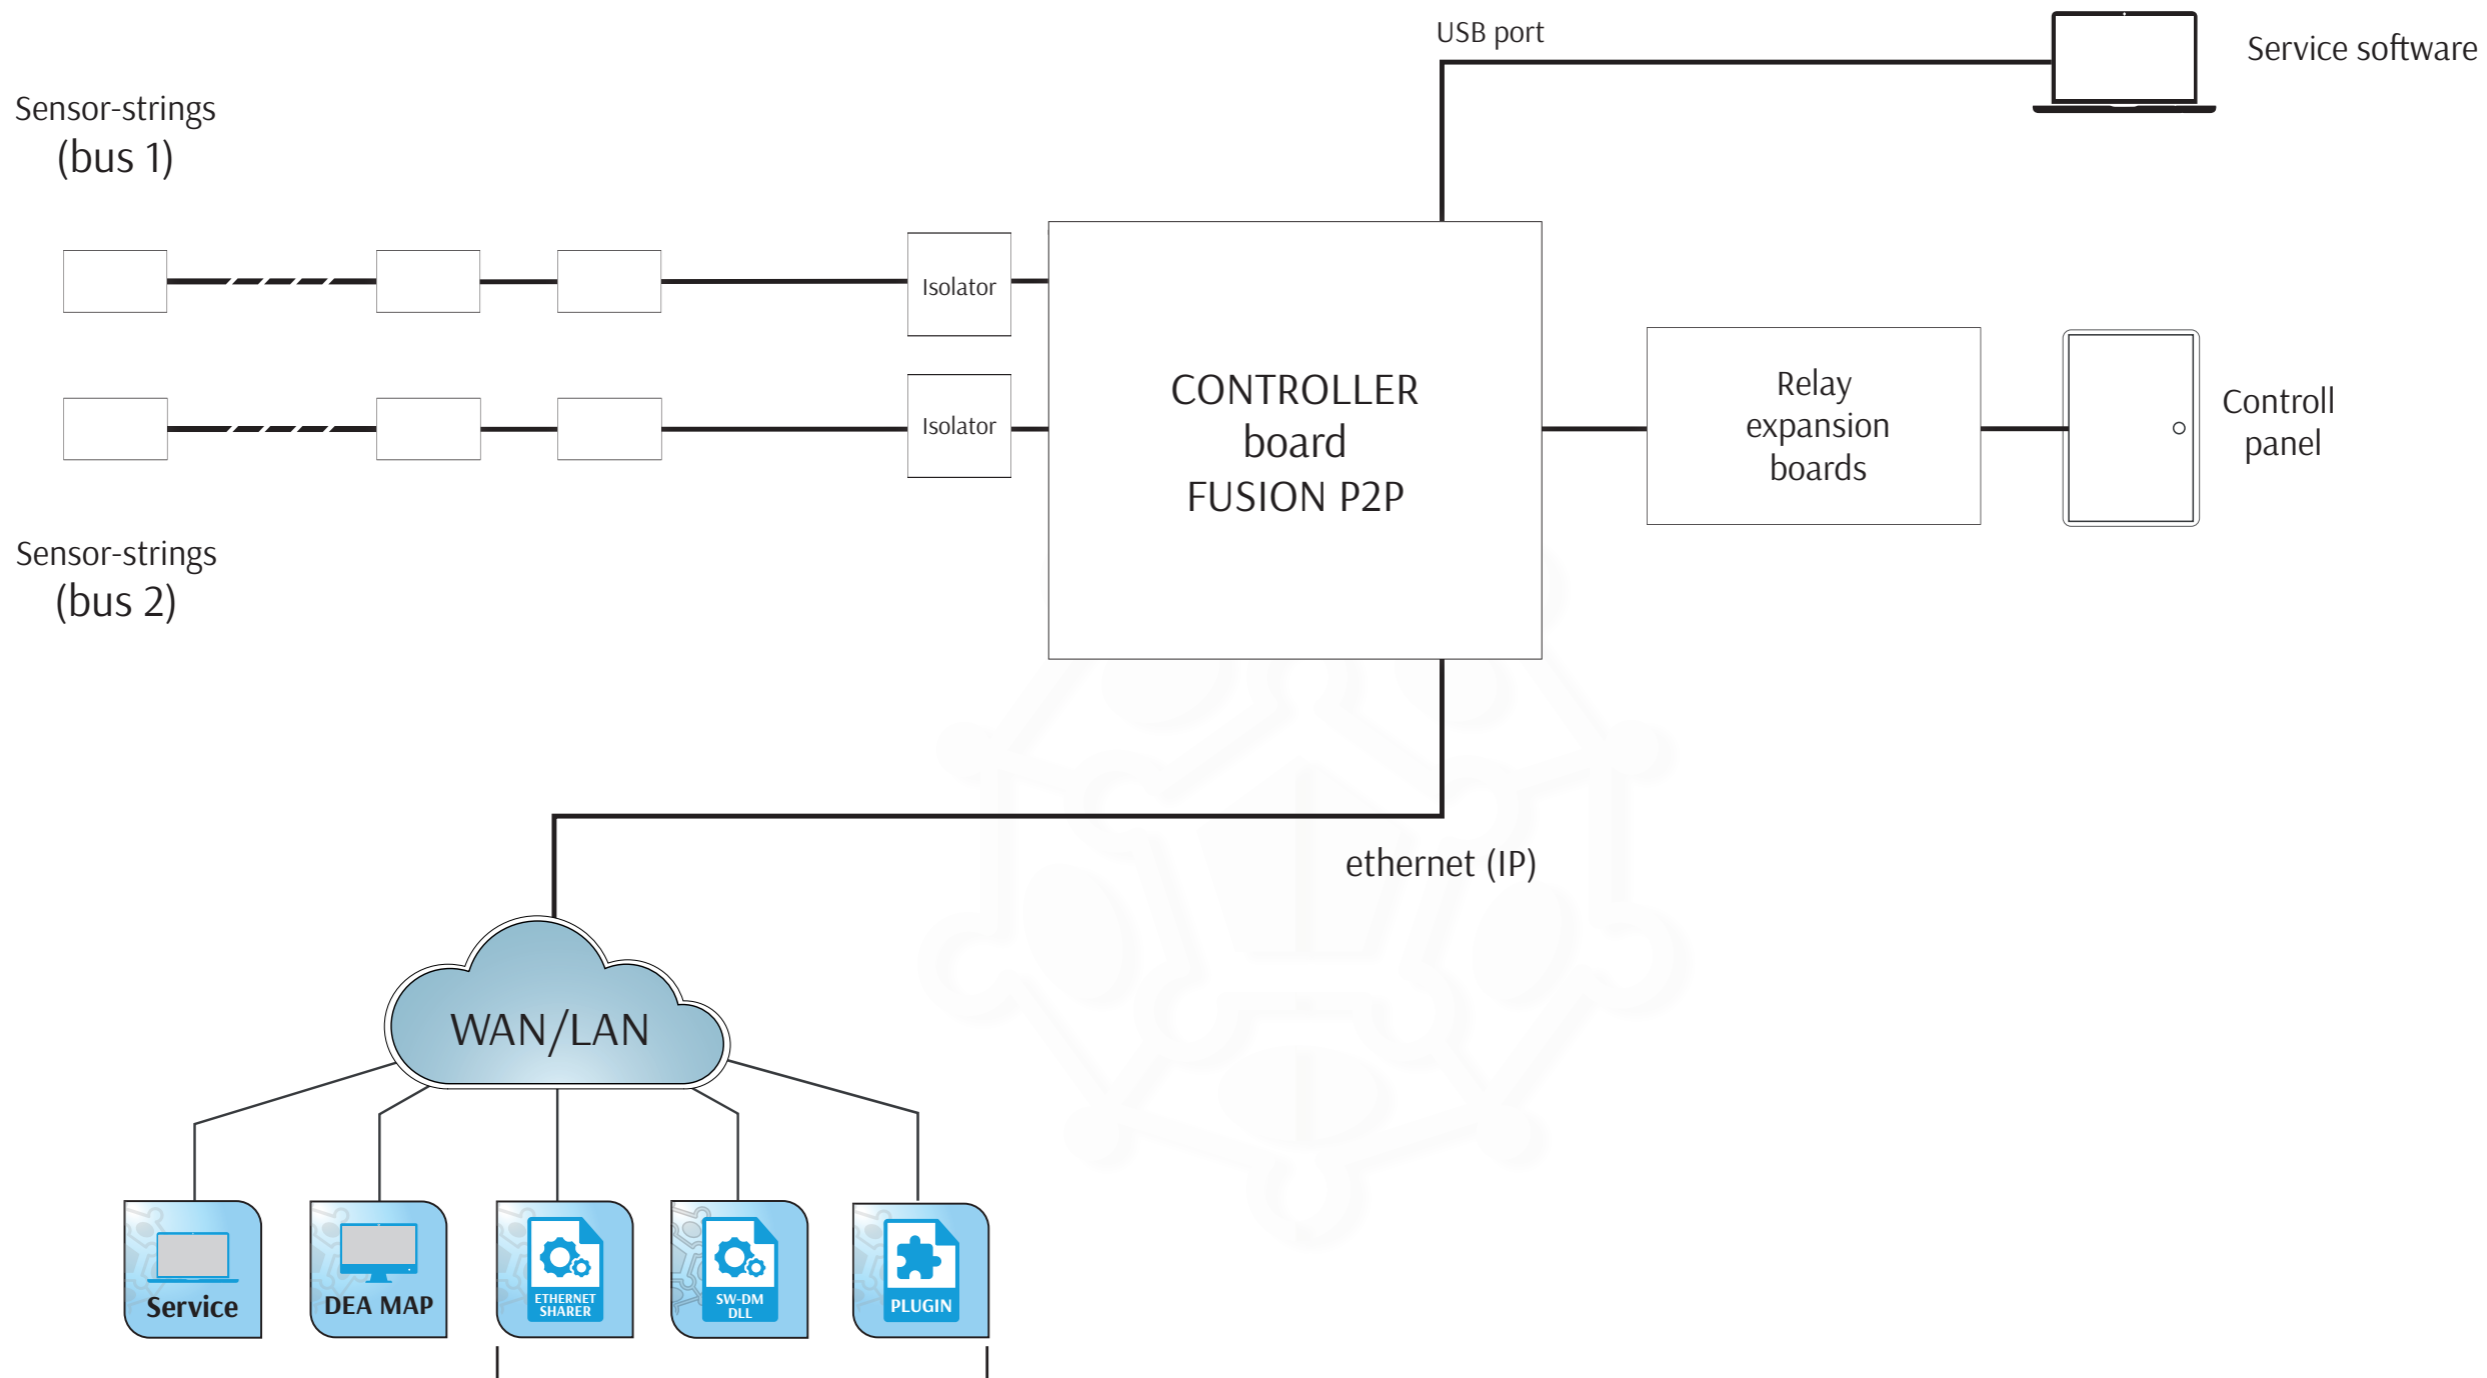 USB port
Service software
Sensor-strings
(bus 1)
Isolator
Isolator
CONTROLLER
board
FUSION P2P
Relay
expansion
boards
Controll
panel
Sensor-strings
(bus 2)
ethernet (IP)
WAN/LAN
Service
DEA MAP
ETHERNET
SHARER
SW-DM
DLL
PLUGIN